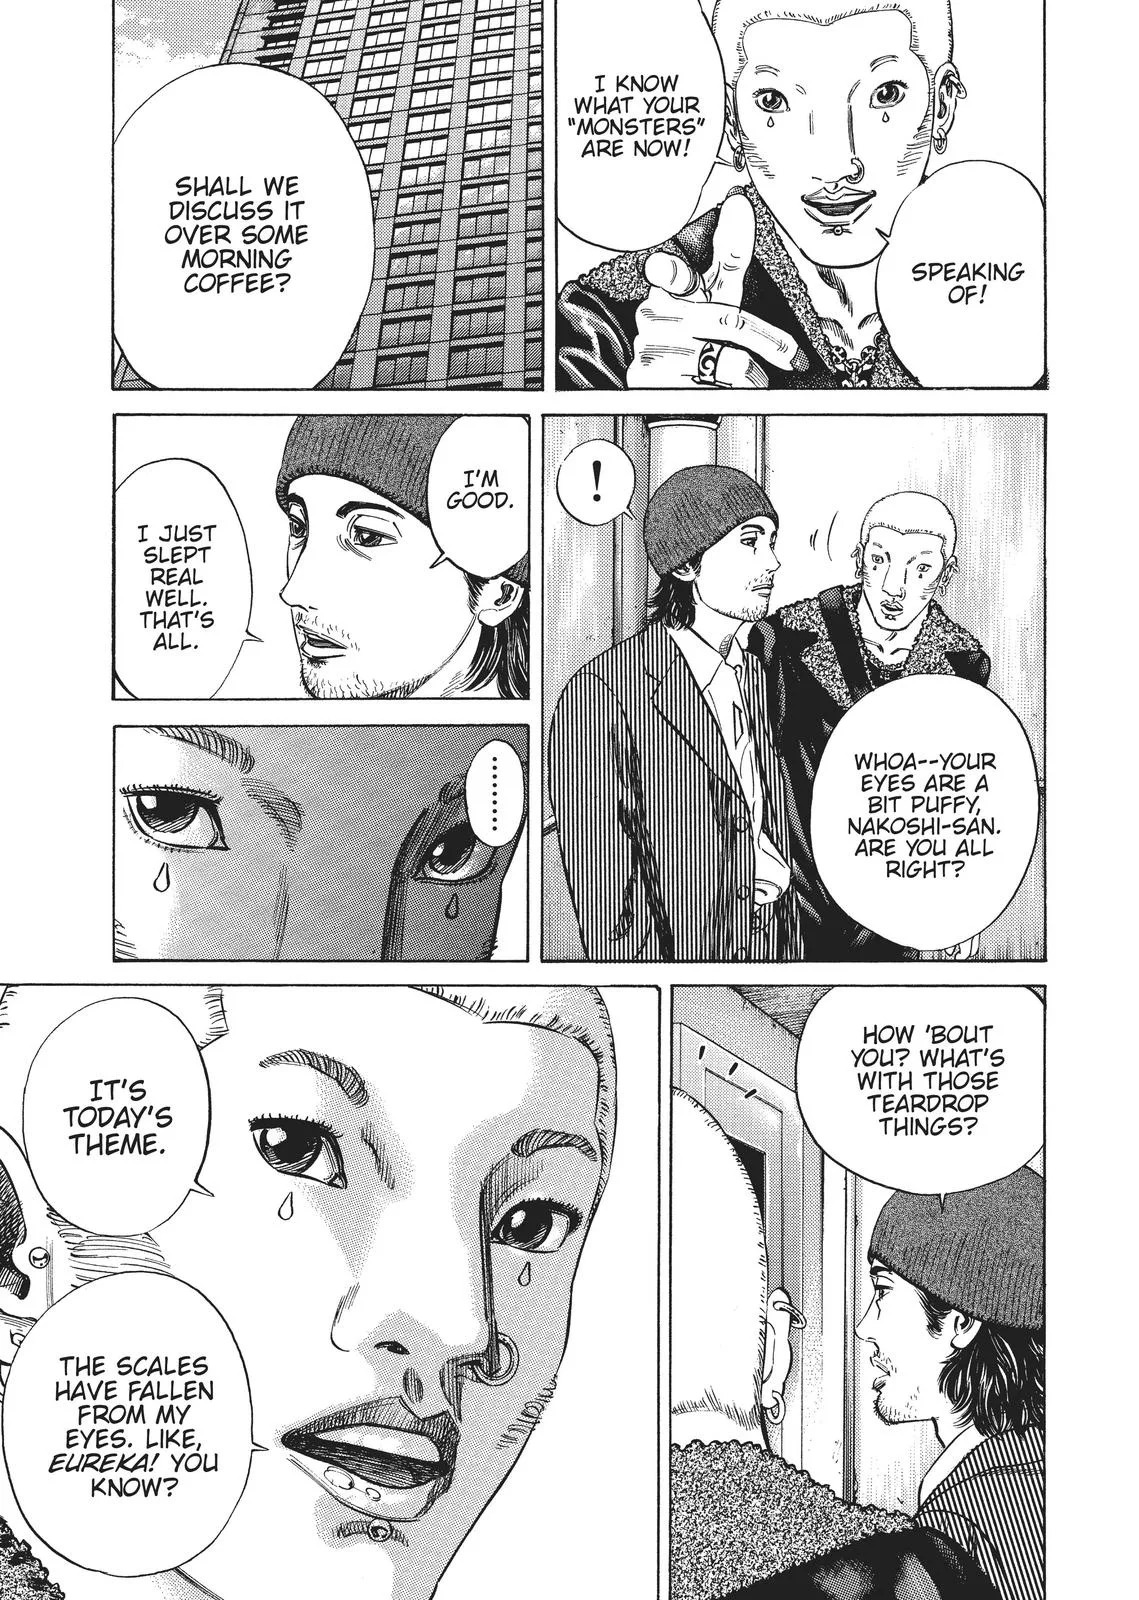 SPEAKING
OF!
I KNOW
WHAT YOUR
"MONSTERS"
ARE NOW!
SHALL WE
DISCUSS IT
OVER SOME
MORNING
COFFEE?
!
WHOA--YOUR
EYES ARE A
BIT PUFFY,
NAKOSHI-SAN.
ARE YOU ALL
RIGHT?
I'M
GOOD.
I JUST
SLEPT
REAL
WELL.
THAT'S
ALL.
........
HOW 'BOUT
YOU? WHAT'S
WITH THOSE
TEARDROP
THINGS?
IT'S
TODAY'S
THEME.
THE SCALES
HAVE FALLEN
FROM MY
EYES. LIKE,
EUREKA! YOU
KNOW?